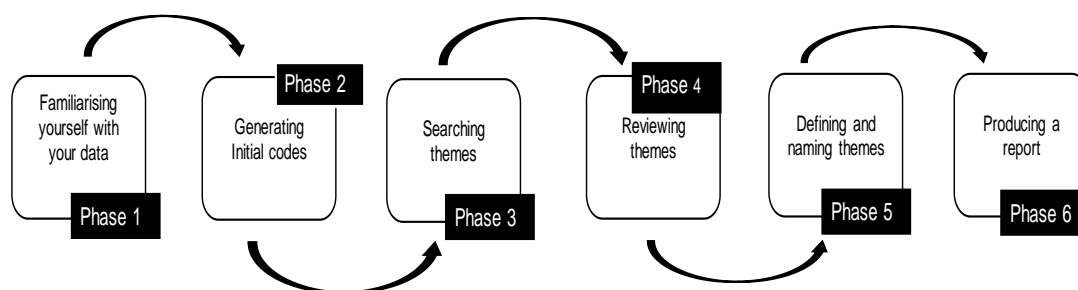 Familiarising
yourself with
your data
Phase 1
Phase 2
Generating
Initial codes
Searching
themes
Phase 3
Phase 4
Reviewing
themes
Defining and
naming themes
Phase 5
Producing a
report
Phase 6